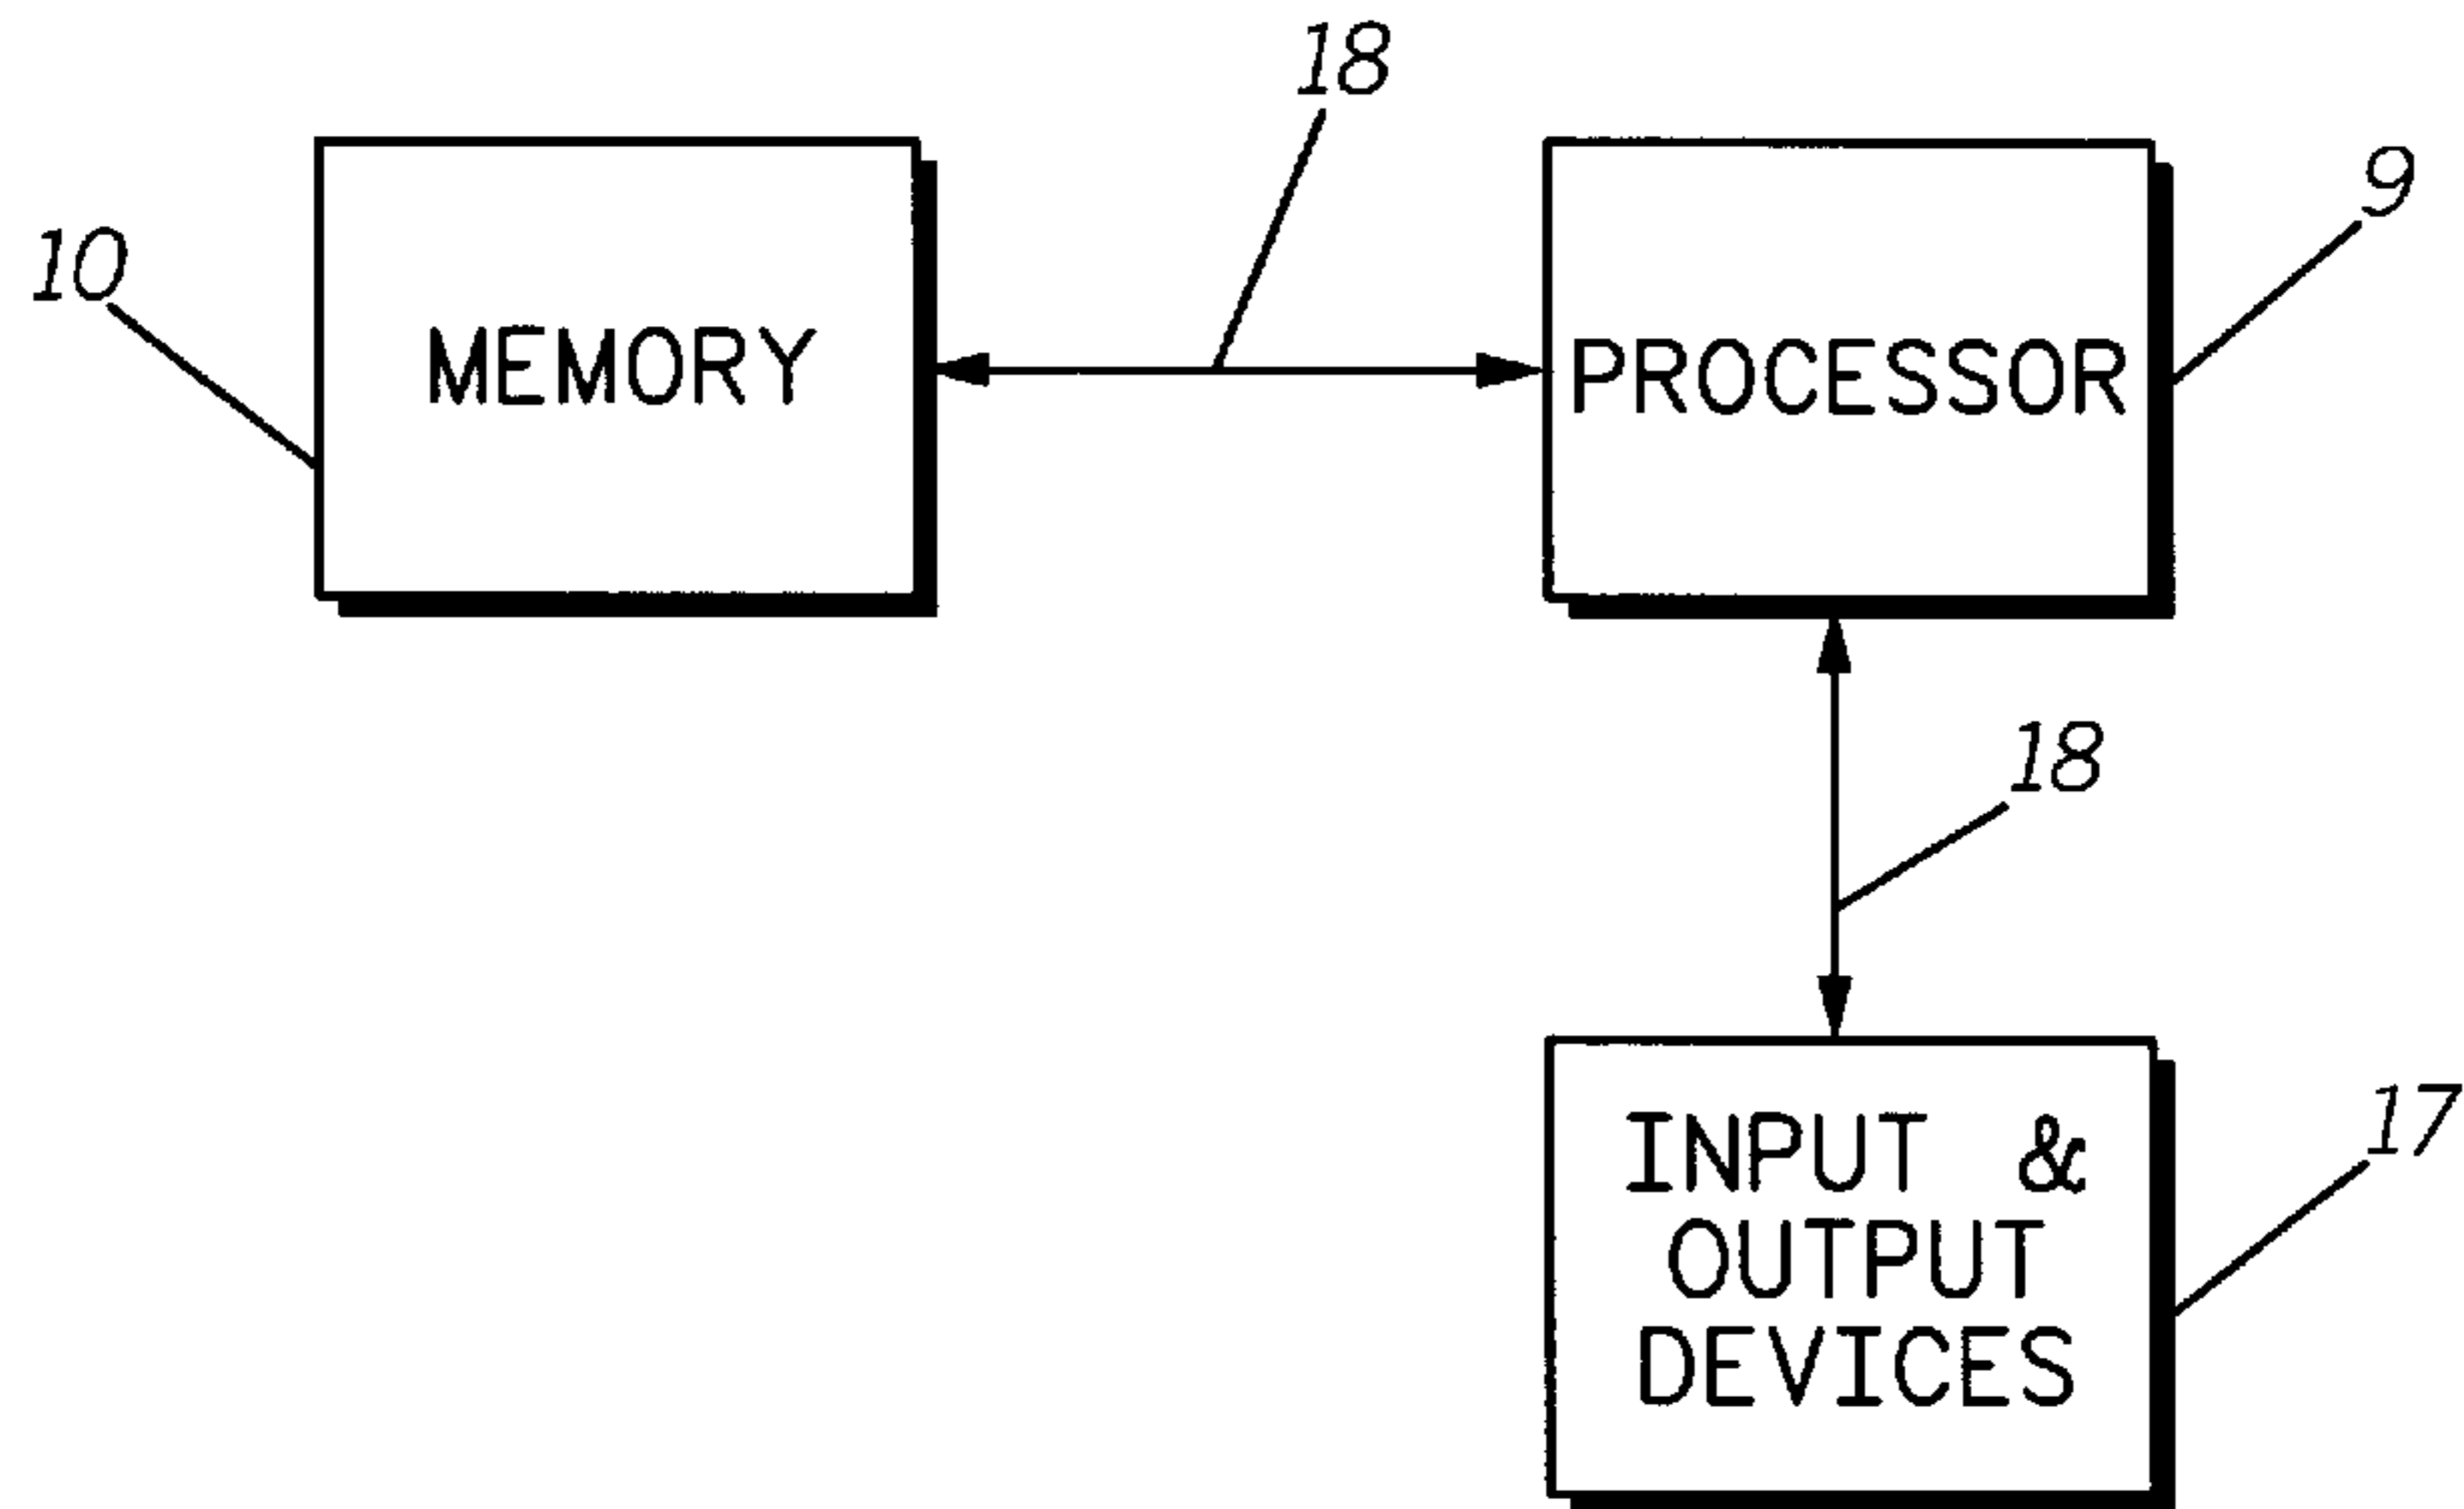 18
10
MEMORY
PROCESSOR
9
18
INPUT &
OUTPUT
DEVICES
17